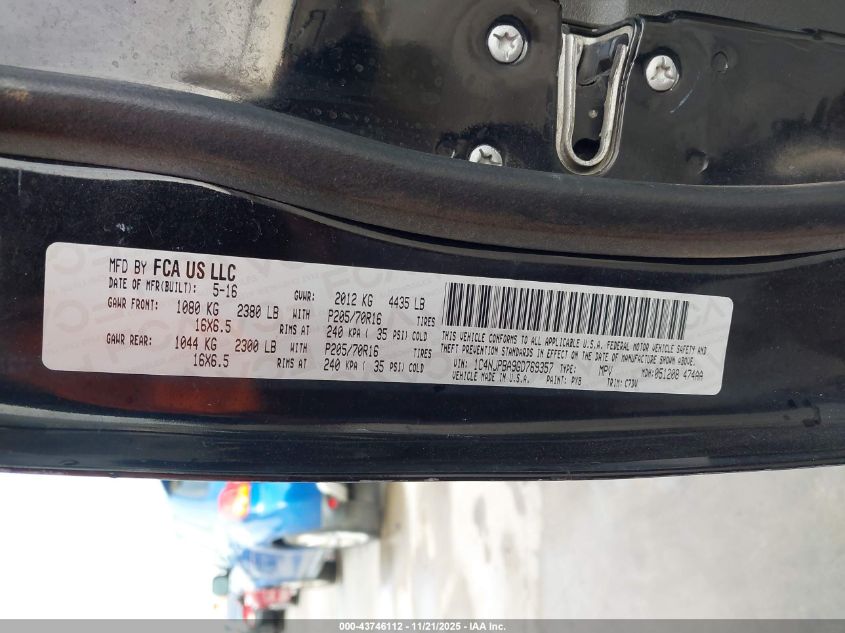 MFD BY FCA US LLC
DATE OF MFR(BUILT): 5-16 GVWR: 2012 KG 4435 LB
GAWR FRONT: 1080 KG 2380 LB WITH P205/70R16 TIRES
16X6.5 RIMS AT 240 KPA ( 35 PSI) COLD
GAWR REAR: 1044 KG 2300 LB WITH P205/70R16 TIRES
16X6.5 RIMS AT 240 KPA ( 35 PSI) COLD
THIS VEHICLE CONFORMS TO ALL APPLICABLE U.S.A. FEDERAL MOTOR VEHICLE SAFETY AND
THEFT PREVENTION STANDARDS IN EFFECT ON THE DATE OF MANUFACTURE SHOWN ABOVE.
VIN: 1C4NJPBA9GD769357 TYPE: MPV MDH: 051208 474AA
VEHICLE MADE IN U.S.A. PAINT: PY8 TRIM: C7DV
000-43746112 - 11/21/2025 - IAA Inc.